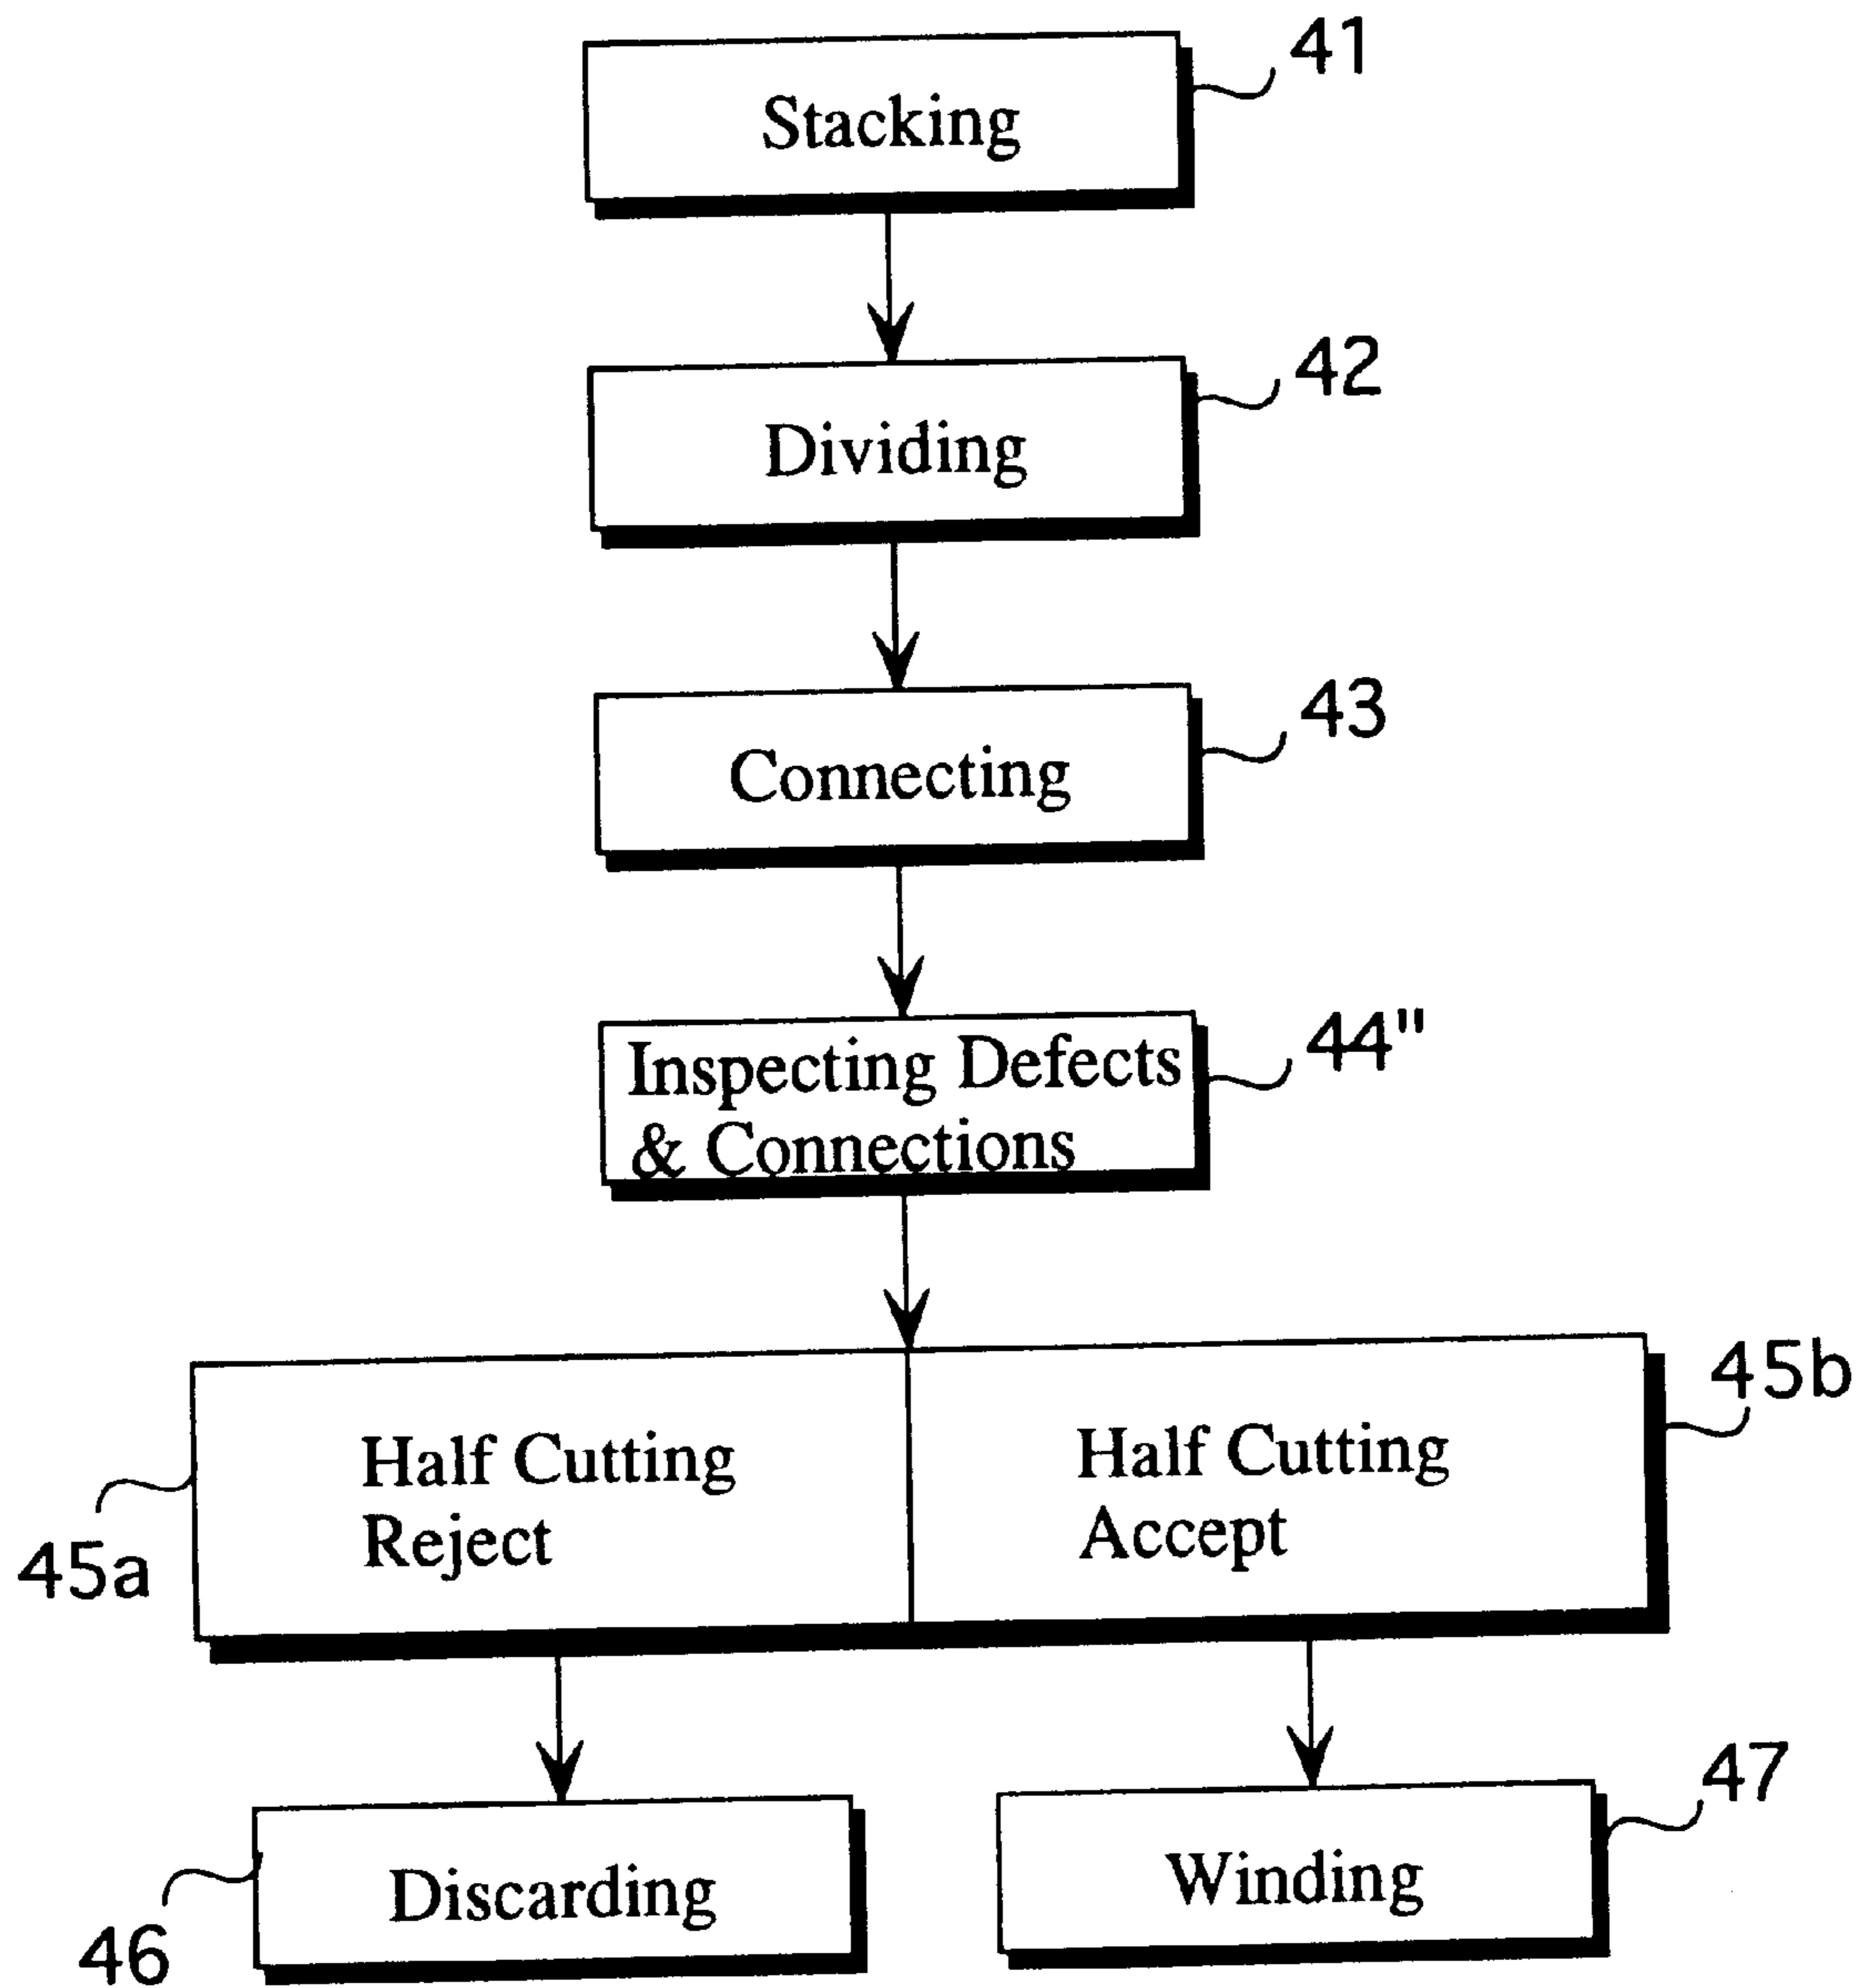 41
Stacking
42
Dividing
43
Connecting
44"
Inspecting Defects
& Connections
45b
Half Cutting
Reject
Half Cutting
Accept
45a
47
Discarding
Winding
46